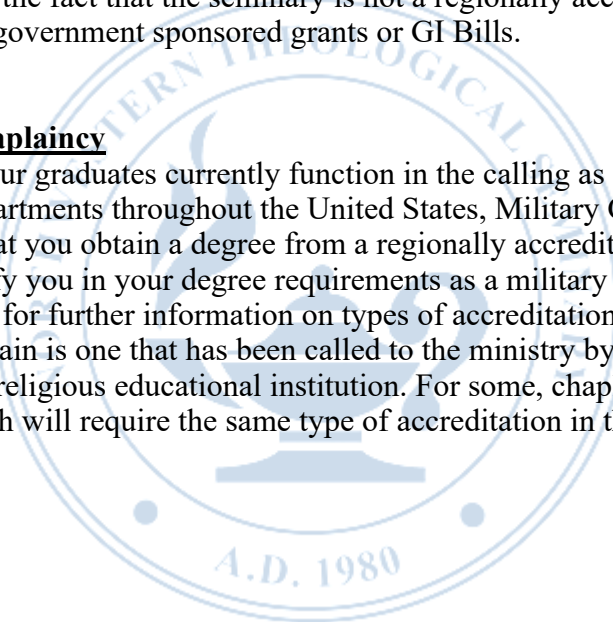 the fact that the seminary is not a regionally acc
government sponsored grants or GI Bills.
aplaincy
ur graduates currently function in the calling as
artments throughout the United States, Military
at you obtain a degree from a regionally accredit
fy you in your degree requirements as a military
for further information on types of accreditation
ain is one that has been called to the ministry by
religious educational institution. For some, chap
h will require the same type of accreditation in t
NORTHWESTERN THEOLOGICAL SEMINARY
A.D. 1980